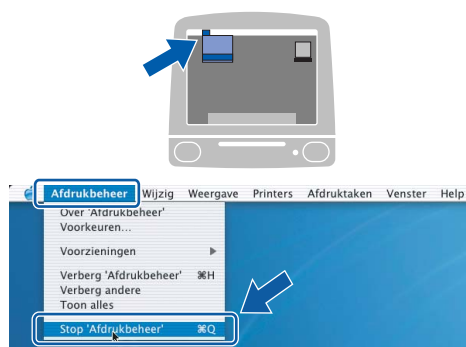 Afdrukbeheer Wijzig Weergave Printers Afdruktaken Venster Help
Over 'Afdrukbeheer'
Voorkeuren...
Voorzieningen ▶
Verberg 'Afdrukbeheer' ⌘H
Verberg andere
Toon alles
Stop 'Afdrukbeheer' ⌘Q